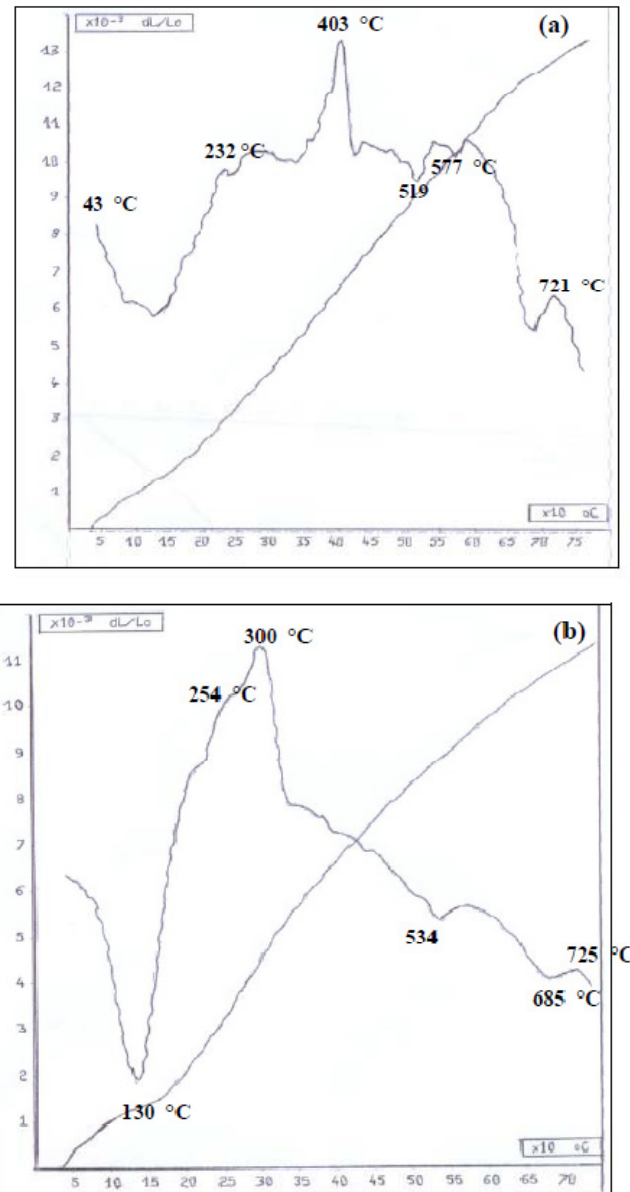 x10⁻³ dL/Lo
(a)
403 °C
13
12
11
10
9
8
7
6
5
4
3
2
1
232 °C
43 °C
519
577 °C
721 °C
x10 oC
5 10 15 20 25 30 35 40 45 50 55 60 65 70 75
x10⁻³ dL/Lo
(b)
300 °C
254 °C
11
10
9
8
7
6
5
4
3
2
1
534
725 °C
685 °C
130 °C
x10 oC
5 10 15 20 25 30 35 40 45 50 55 60 65 70